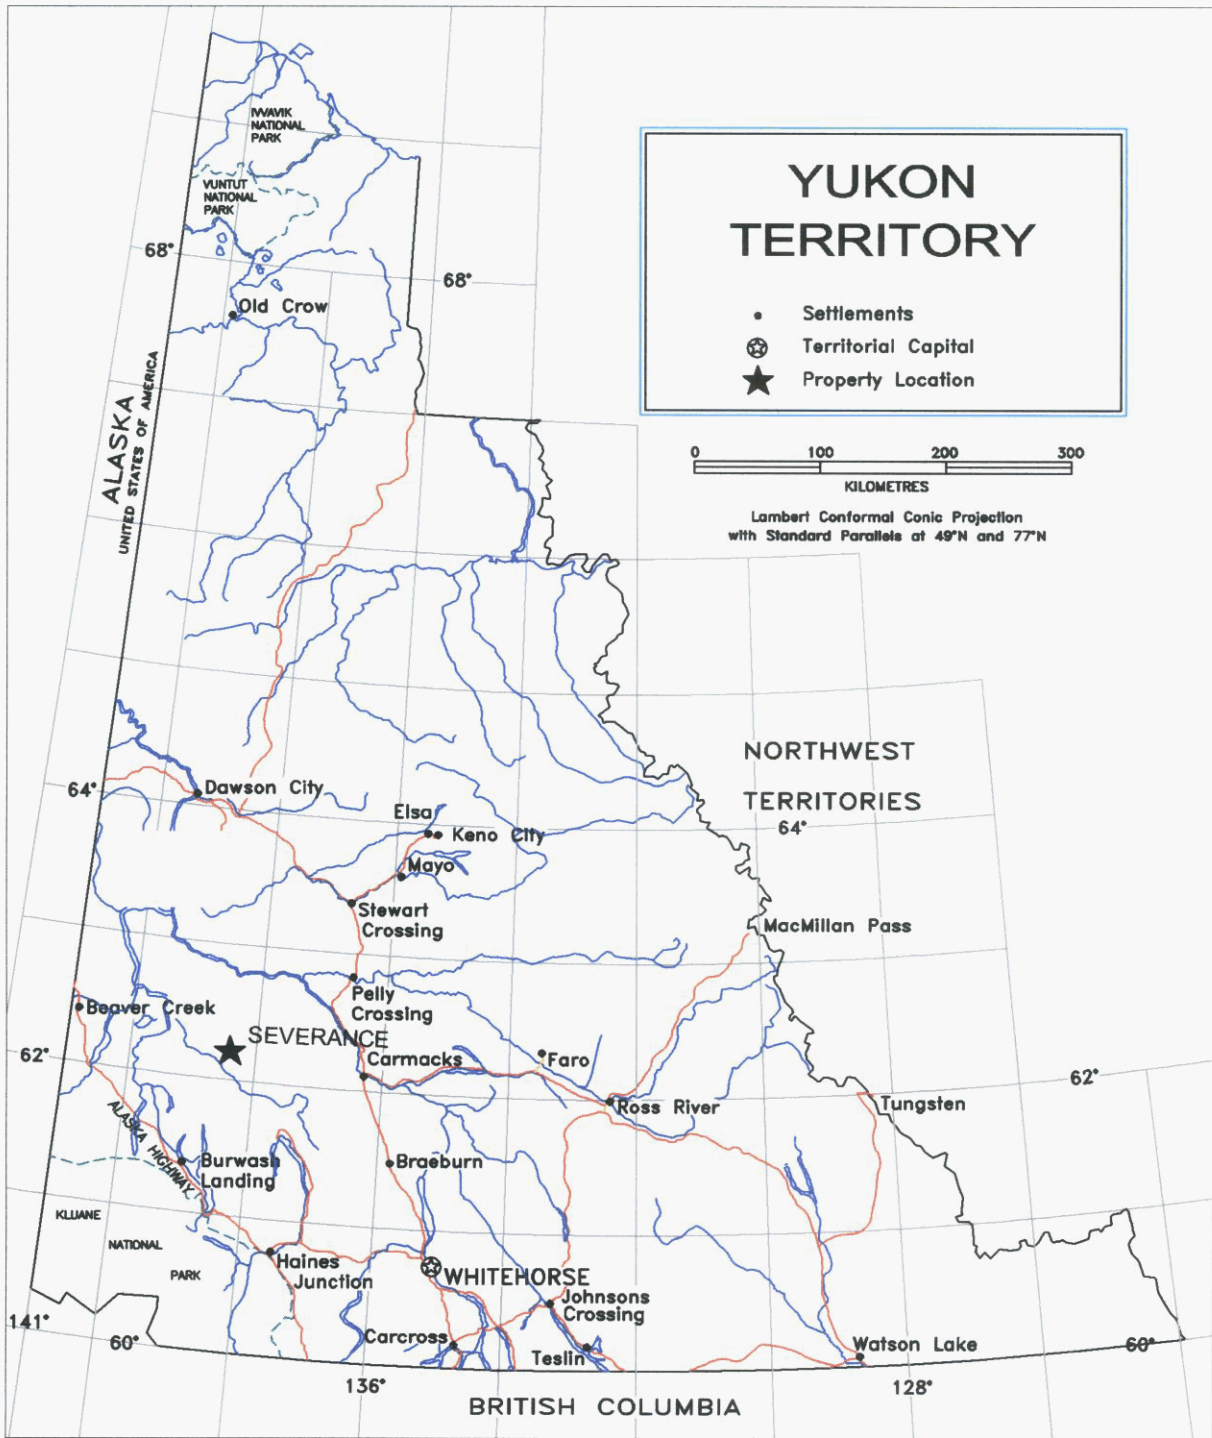 IVVAVIK
NATIONAL
PARK
VUNTUT
NATIONAL
PARK
YUKON
TERRITORY
Settlements
Territorial Capital
Property Location
68°
68°
Old Crow
ALASKA
UNITED STATES OF AMERICA
0 100 200 300
KILOMETRES
Lambert Conformal Conic Projection
with Standard Parallels at 49°N and 77°N
NORTHWEST
TERRITORIES
64°
64°
Dawson City
Elsa
Keno City
Mayo
Stewart
Crossing
MacMillan Pass
Pelly
Crossing
Beaver Creek
SEVERANCE
62°
Carmacks
Faro
62°
Ross River
Tungsten
ALASKA HIGHWAY
Burwash
Landing
Braeburn
KLUANE
NATIONAL
PARK
Haines
Junction
WHITEHORSE
Johnsons
Crossing
141°
60°
Carcross
Teslin
Watson Lake
60°
136°
128°
BRITISH COLUMBIA